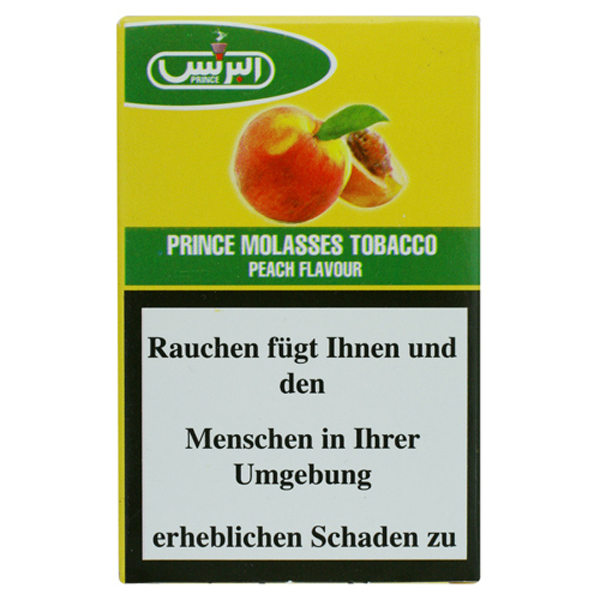 البرنس
PRINCE
PRINCE MOLASSES TOBACCO
PEACH FLAVOUR
Rauchen fügt Ihnen und
den
Menschen in Ihrer
Umgebung
erheblichen Schaden zu